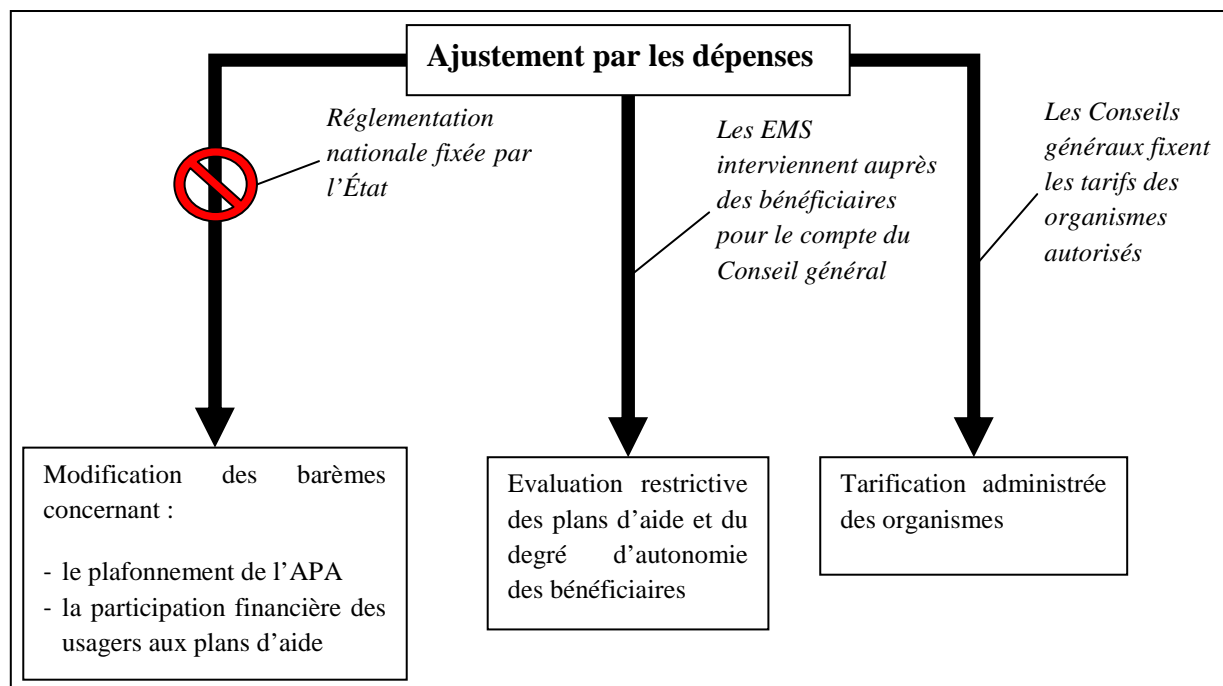 Ajustement par les dépenses
Réglementation
nationale fixée par
l’État
Les EMS
interviennent auprès
des bénéficiaires
pour le compte du
Conseil général
Les Conseils
généraux fixent
les tarifs des
organismes
autorisés
Modification des barèmes
concernant :
- le plafonnement de l’APA
- la participation financière des
usagers aux plans d’aide
Evaluation restrictive
des plans d’aide et du
degré d’autonomie
des bénéficiaires
Tarification administrée
des organismes